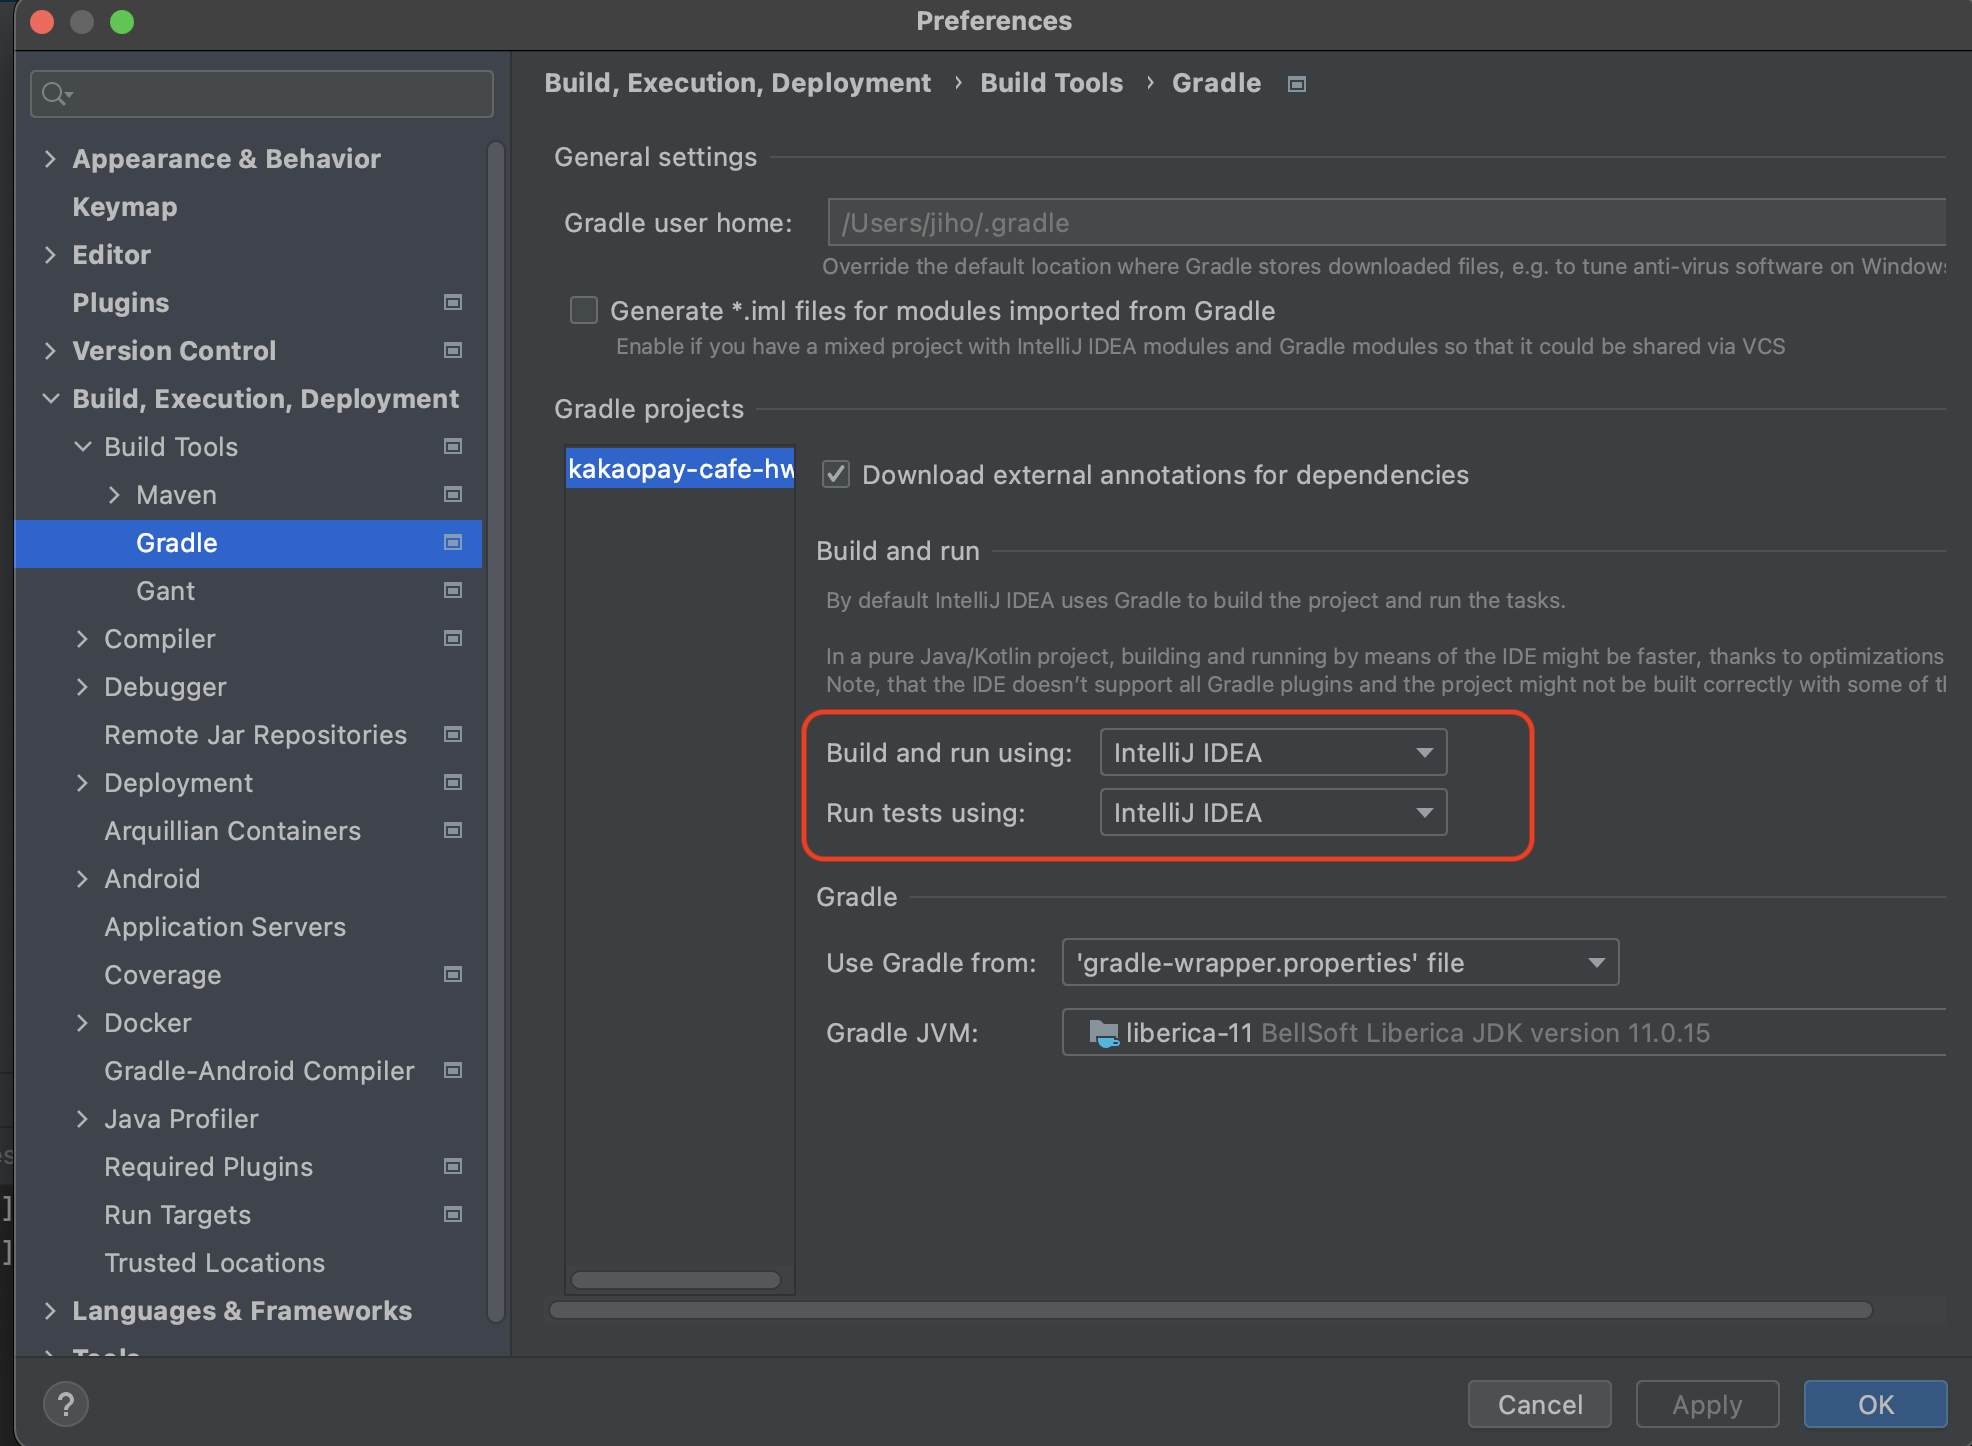 Preferences
Build, Execution, Deployment › Build Tools › Gradle
Appearance & Behavior
Keymap
Editor
Plugins
Version Control
Build, Execution, Deployment
Build Tools
Maven
Gradle
Gant
Compiler
Debugger
Remote Jar Repositories
Deployment
Arquillian Containers
Android
Application Servers
Coverage
Docker
Gradle-Android Compiler
Java Profiler
Required Plugins
Run Targets
Trusted Locations
Languages & Frameworks
Tools
General settings
Gradle user home: /Users/jiho/.gradle
Override the default location where Gradle stores downloaded files, e.g. to tune anti-virus software on Windows
Generate *.iml files for modules imported from Gradle
Enable if you have a mixed project with IntelliJ IDEA modules and Gradle modules so that it could be shared via VCS
Gradle projects
kakaopay-cafe-hw
Download external annotations for dependencies
Build and run
By default IntelliJ IDEA uses Gradle to build the project and run the tasks.
In a pure Java/Kotlin project, building and running by means of the IDE might be faster, thanks to optimizations
Note, that the IDE doesn't support all Gradle plugins and the project might not be built correctly with some of
Build and run using: IntelliJ IDEA
Run tests using: IntelliJ IDEA
Gradle
Use Gradle from: 'gradle-wrapper.properties' file
Gradle JVM: liberica-11 BellSoft Liberica JDK version 11.0.15
? Cancel Apply OK